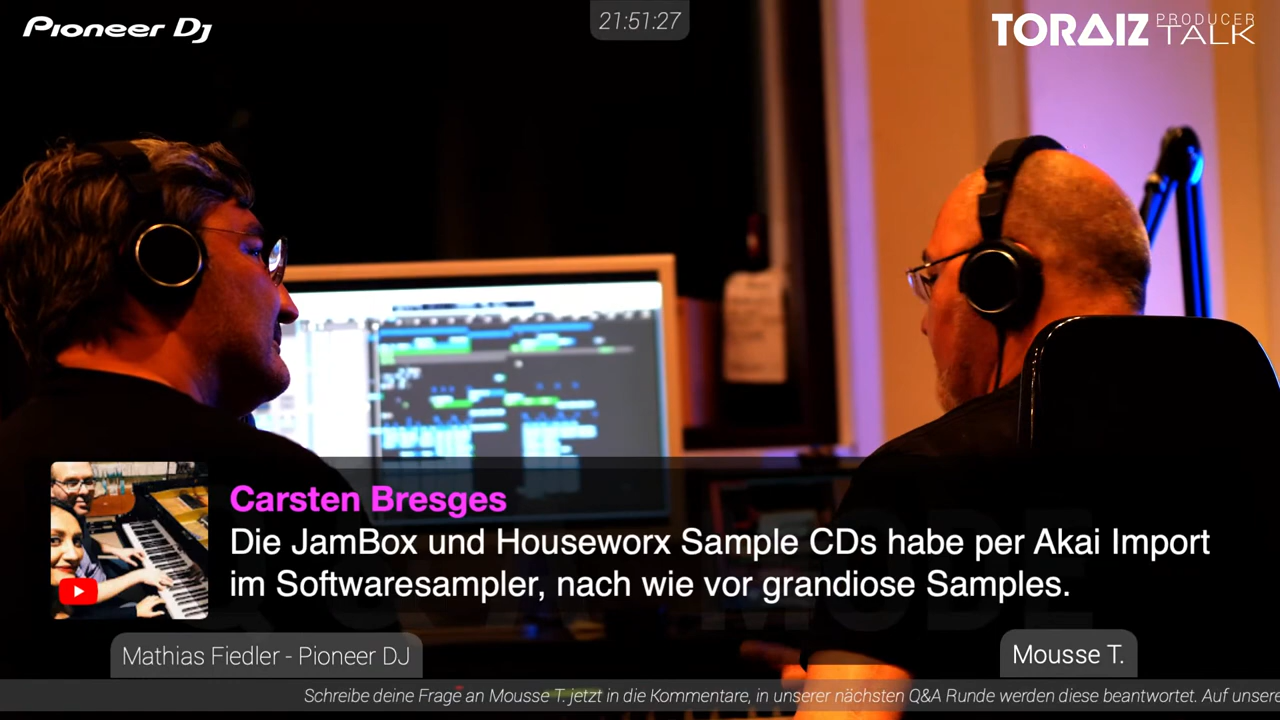 Pioneer Dj
21:51:27
TORAIZ PRODUCER TALK
Carsten Bresges
Die JamBox und Houseworx Sample CDs habe per Akai Import
im Softwaresampler, nach wie vor grandiose Samples.
Mathias Fiedler - Pioneer DJ
Mousse T.
Schreibe deine Frage an Mousse T. jetzt in die Kommentare, in unserer nächsten Q&A Runde werden diese beantwortet. Auf unsere